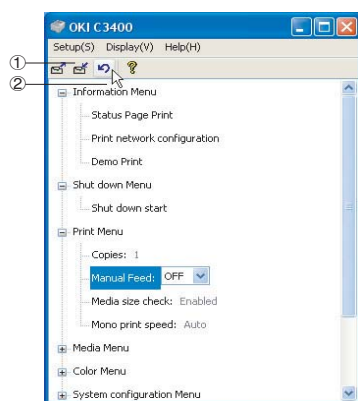 OKI C3400
Setup(S) Display(V) Help(H)
①
②
Information Menu
Status Page Print
Print network configuration
Demo Print
Shut down Menu
Shut down start
Print Menu
Copies: 1
Manual Feed: OFF
Media size check: Enabled
Mono print speed: Auto
Media Menu
Color Menu
System configuration Menu